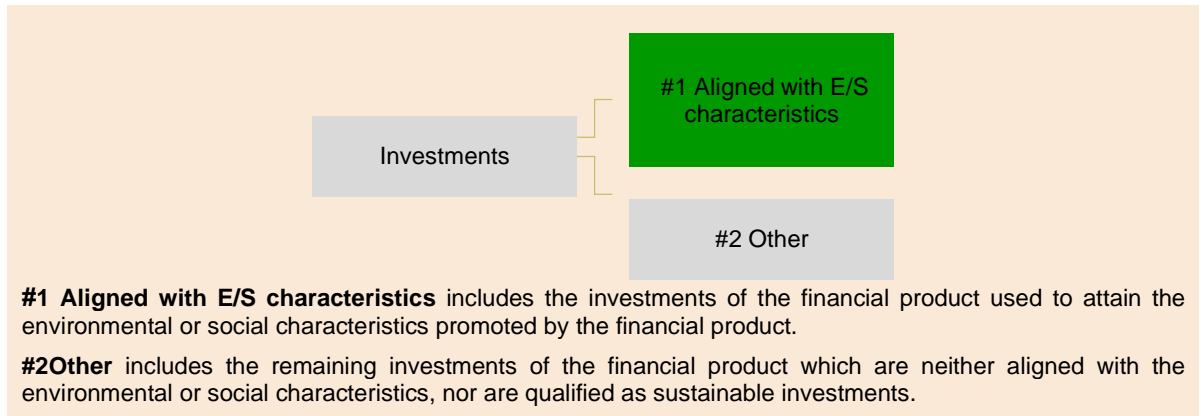 #1 Aligned with E/S
characteristics
Investments
#2 Other
#1 Aligned with E/S characteristics includes the investments of the financial product used to attain the
environmental or social characteristics promoted by the financial product.
#2Other includes the remaining investments of the financial product which are neither aligned with the
environmental or social characteristics, nor are qualified as sustainable investments.